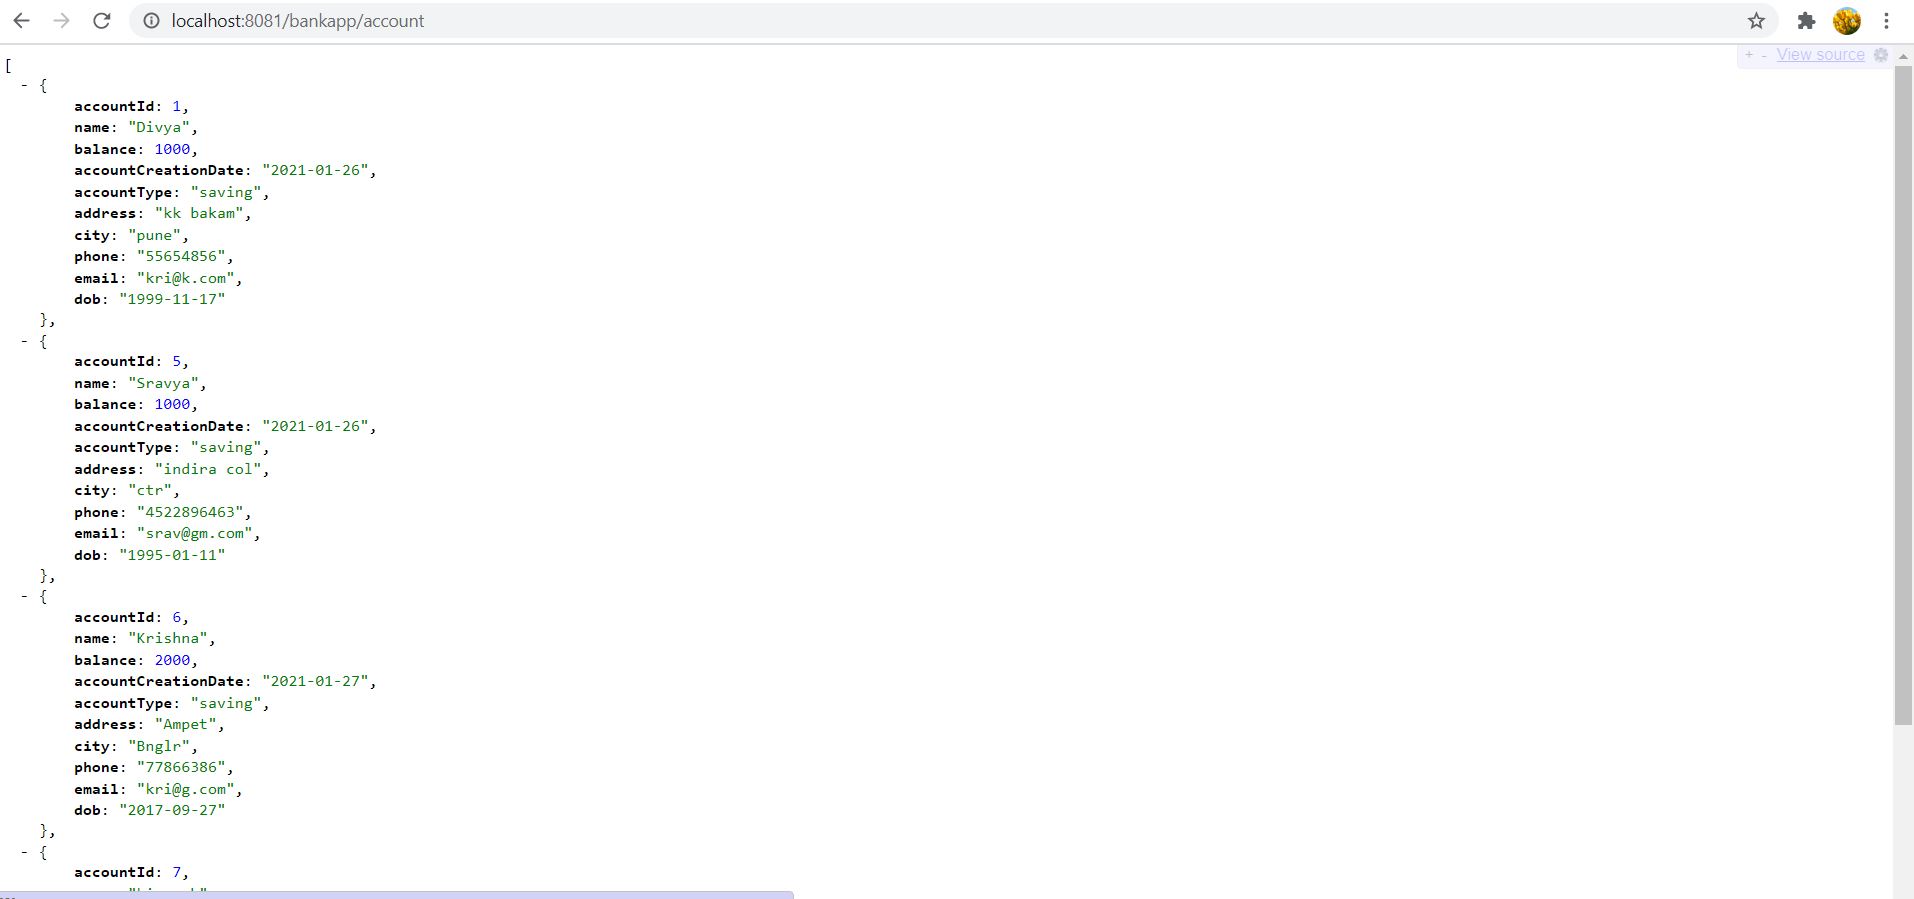 localhost:8081/bankapp/account
+ - View source
[
- {
accountId: 1,
name: "Divya",
balance: 1000,
accountCreationDate: "2021-01-26",
accountType: "saving",
address: "kk bakam",
city: "pune",
phone: "55654856",
email: "kri@k.com",
dob: "1999-11-17"
},
- {
accountId: 5,
name: "Sravya",
balance: 1000,
accountCreationDate: "2021-01-26",
accountType: "saving",
address: "indira col",
city: "ctr",
phone: "4522896463",
email: "srav@gm.com",
dob: "1995-01-11"
},
- {
accountId: 6,
name: "Krishna",
balance: 2000,
accountCreationDate: "2021-01-27",
accountType: "saving",
address: "Ampet",
city: "Bnglr",
phone: "77866386",
email: "kri@g.com",
dob: "2017-09-27"
},
- {
accountId: 7,